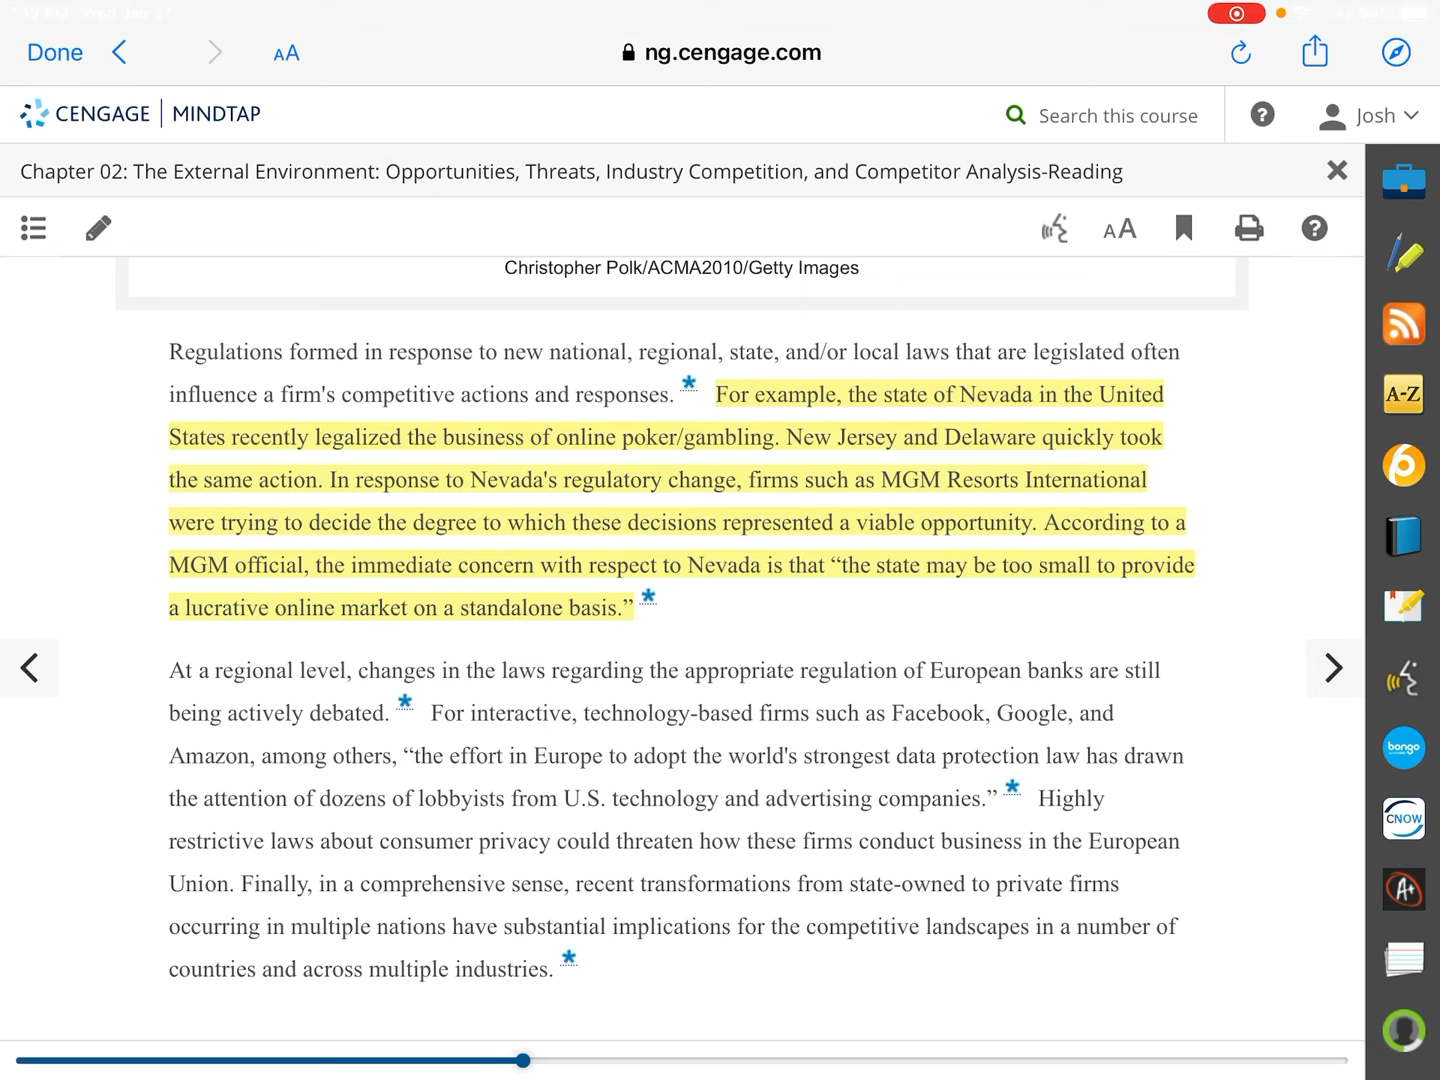 Done
AA
ng.cengage.com
CENGAGE | MINDTAP
Search this course
?
Josh
Chapter 02: The External Environment: Opportunities, Threats, Industry Competition, and Competitor Analysis-Reading
AA
?
Christopher Polk/ACMA2010/Getty Images
Regulations formed in response to new national, regional, state, and/or local laws that are legislated often
influence a firm's competitive actions and responses. * For example, the state of Nevada in the United
States recently legalized the business of online poker/gambling. New Jersey and Delaware quickly took
the same action. In response to Nevada's regulatory change, firms such as MGM Resorts International
were trying to decide the degree to which these decisions represented a viable opportunity. According to a
MGM official, the immediate concern with respect to Nevada is that “the state may be too small to provide
a lucrative online market on a standalone basis.” *
At a regional level, changes in the laws regarding the appropriate regulation of European banks are still
being actively debated. * For interactive, technology-based firms such as Facebook, Google, and
Amazon, among others, “the effort in Europe to adopt the world's strongest data protection law has drawn
the attention of dozens of lobbyists from U.S. technology and advertising companies.” * Highly
restrictive laws about consumer privacy could threaten how these firms conduct business in the European
Union. Finally, in a comprehensive sense, recent transformations from state-owned to private firms
occurring in multiple nations have substantial implications for the competitive landscapes in a number of
countries and across multiple industries. *
A-Z
bongo
CNOW
A+